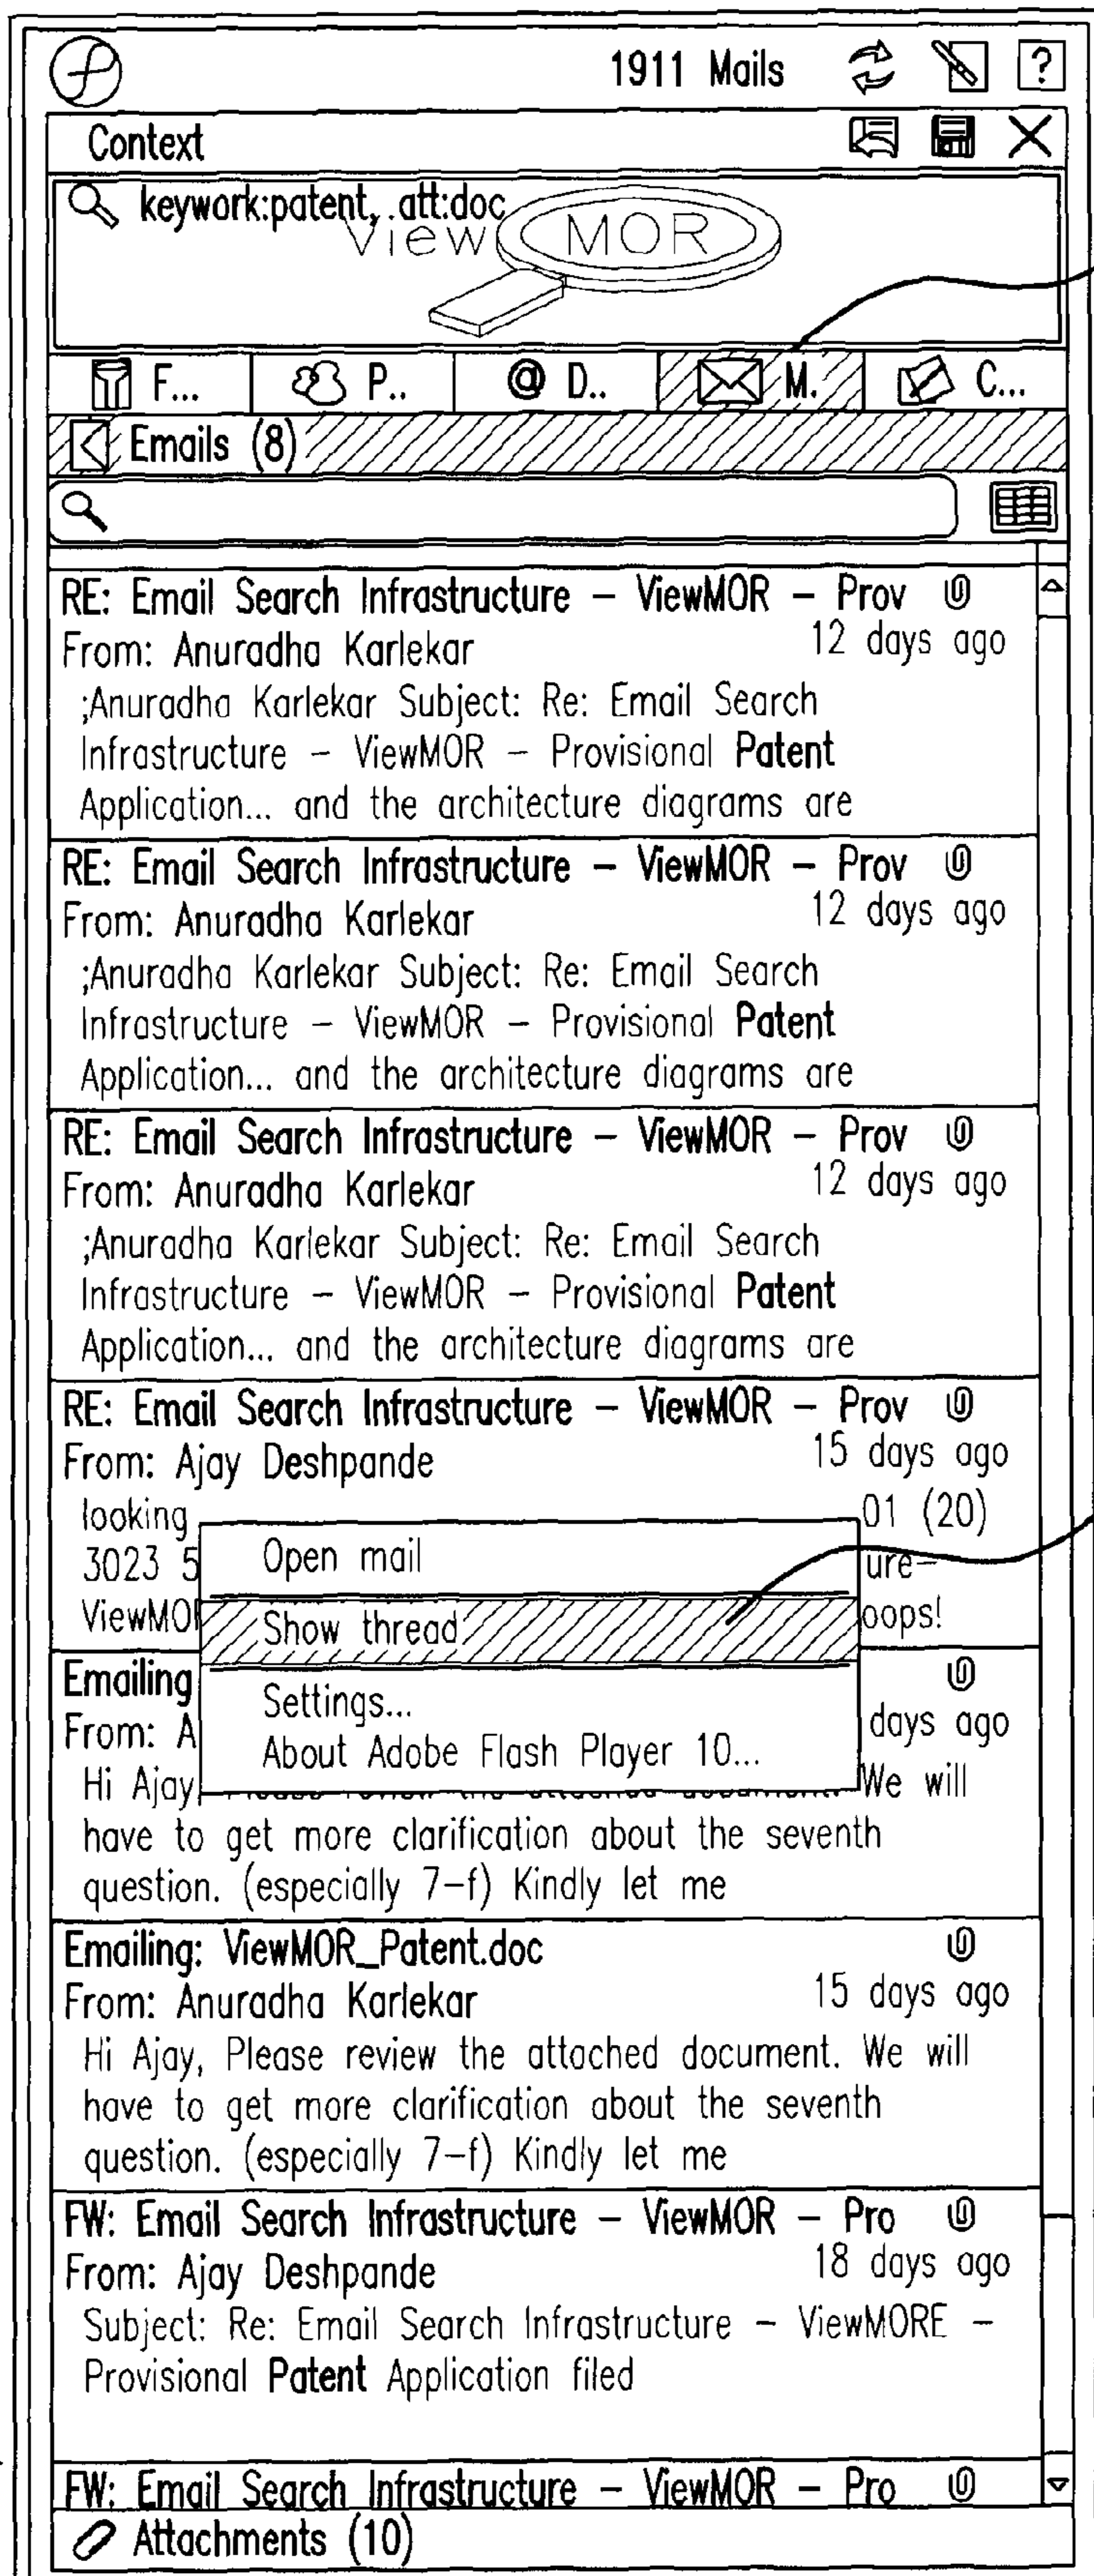 1911 Mails ?
Context
keywork:patent, .att:doc
View MOR
F... P.. @ D.. M. C...
Emails (8)
RE: Email Search Infrastructure – ViewMOR – Prov
From: Anuradha Karlekar 12 days ago
;Anuradha Karlekar Subject: Re: Email Search
Infrastructure – ViewMOR – Provisional Patent
Application... and the architecture diagrams are
RE: Email Search Infrastructure – ViewMOR – Prov
From: Anuradha Karlekar 12 days ago
;Anuradha Karlekar Subject: Re: Email Search
Infrastructure – ViewMOR – Provisional Patent
Application... and the architecture diagrams are
RE: Email Search Infrastructure – ViewMOR – Prov
From: Anuradha Karlekar 12 days ago
;Anuradha Karlekar Subject: Re: Email Search
Infrastructure – ViewMOR – Provisional Patent
Application... and the architecture diagrams are
RE: Email Search Infrastructure – ViewMOR – Prov
From: Ajay Deshpande 15 days ago
looking 01 (20)
3023 5 ure–
ViewMO oops!
Open mail
Show thread
Settings...
About Adobe Flash Player 10...
Emailing
From: A days ago
Hi Ajay, We will
have to get more clarification about the seventh
question. (especially 7–f) Kindly let me
Emailing: ViewMOR_Patent.doc
From: Anuradha Karlekar 15 days ago
Hi Ajay, Please review the attached document. We will
have to get more clarification about the seventh
question. (especially 7–f) Kindly let me
FW: Email Search Infrastructure – ViewMOR – Pro
From: Ajay Deshpande 18 days ago
Subject: Re: Email Search Infrastructure – ViewMORE –
Provisional Patent Application filed
FW: Email Search Infrastructure – ViewMOR – Pro
Attachments (10)